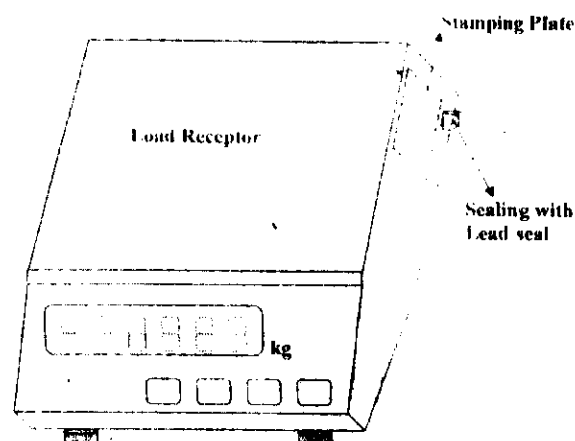 Stamping Plate
Load Receptor
Sealing with
Lead seal
kg